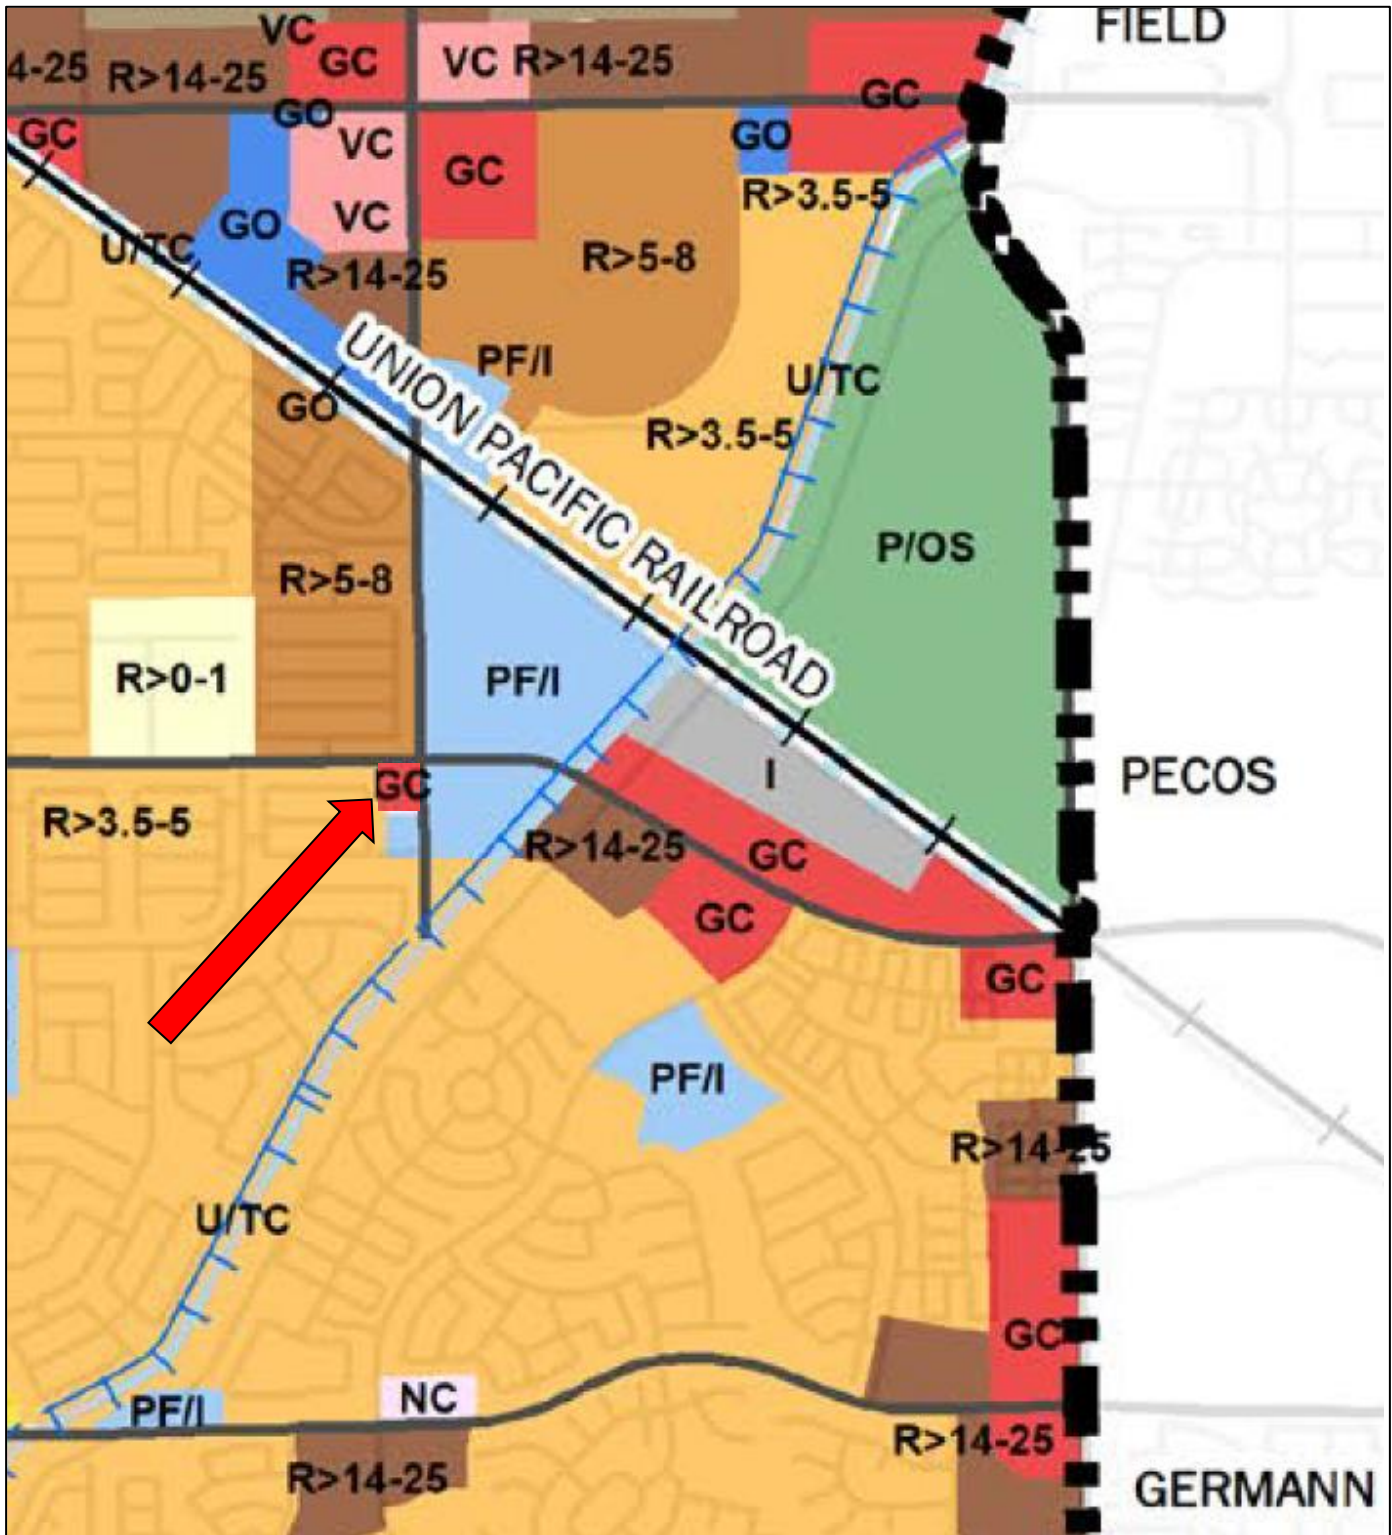 FIELD
VC
GC
VC
R>14-25
4-25
R>14-25
GC
GO
GC
VC
GC
GO
R>3.5-5
VC
GO
U/TC
R>14-25
R>5-8
UNION PACIFIC RAILROAD
PF/I
U/TC
GO
R>3.5-5
P/OS
R>5-8
R>0-1
PF/I
I
PECOS
GC
R>3.5-5
R>14-25
GC
GC
GC
PF/I
R>14-25
U/TC
GC
NC
PF/I
R>14-25
R>14-25
GERMANN